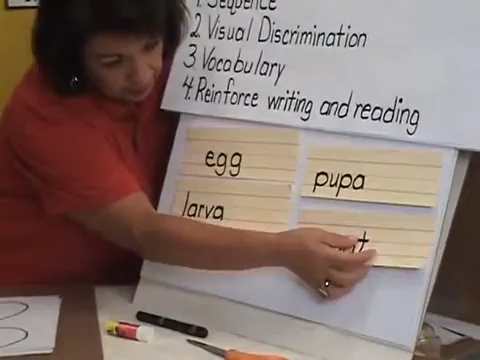 1. Sequence
2. Visual Discrimination
3. Vocabulary
4. Reinforce writing and reading
egg
pupa
larva